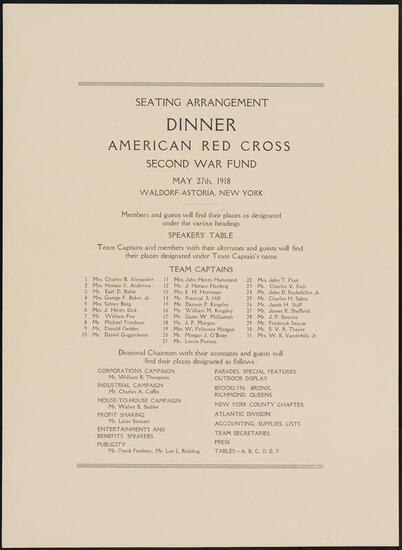 SEATING ARRANGEMENT
DINNER
AMERICAN RED CROSS
SECOND WAR FUND
MAY 27th, 1918
WALDORF-ASTORIA, NEW YORK
Members and guests will find their places as designated
under the various headings
SPEAKERS' TABLE
Team Captains and members with their alternates and guests will find
their places designated under Team Captain's name
TEAM CAPTAINS
1 Mrs. Charles B. Alexander
2 Mrs. Horace E. Andrews
3 Mr. Earl D. Babst
4 Mrs. George F. Baker, Jr.
5 Mr. Sidney Borg
6 Mrs. J. Henry Dick
7 Mr. William Fox
8 Mr. Michael Friedsam
9 Mr. Donald Geddes
10 Mr. Daniel Guggenheim
11 Mrs. John Henry Hammond
12 Mr. J. Horace Harding
13 Mrs. E. H. Harriman
14 Mr. Percival S. Hill
15 Mr. Darwin P. Kingsley
16 Mr. William M. Kingsley
17 Mr. Gates W. McGarrah
18 Mr. J. P. Morgan
19 Mrs. W. Fellowes Morgan
20 Mr. Morgan J. O'Brien
21 Mr. Lewis Pierson
22 Mrs. John T. Pratt
23 Mr. Charles V. Rich
24 Mr. John D. Rockefeller, Jr.
25 Mr. Charles H. Sabin
26 Mr. Jacob H. Schiff
27 Mr. James R. Sheffield
28 Mr. J. P. Stevens
29 Mr. Frederick Strauss
30 Mr. E. V. R. Thayer
31 Mrs. W. K. Vanderbilt, Jr.
Divisional Chairmen with their associates and guests will
find their places designated as follows:
CORPORATIONS CAMPAIGN
Mr. William B. Thompson
INDUSTRIAL CAMPAIGN
Mr. Charles A. Coffin
HOUSE-TO-HOUSE CAMPAIGN
Mr. Walter B. Stabler
PROFIT SHARING
Mr. Louis Stewart
ENTERTAINMENTS AND
BENEFITS, SPEAKERS
PUBLICITY
Mr. Frank Presbrey, Mr. Leo L. Redding
PARADES, SPECIAL FEATURES
OUTDOOR DISPLAY
BROOKLYN, BRONX,
RICHMOND, QUEENS
NEW YORK COUNTY CHAPTER
ATLANTIC DIVISION
ACCOUNTING, SUPPLIES, LISTS
TEAM SECRETARIES
PRESS
TABLES—A, B, C, D, E, F